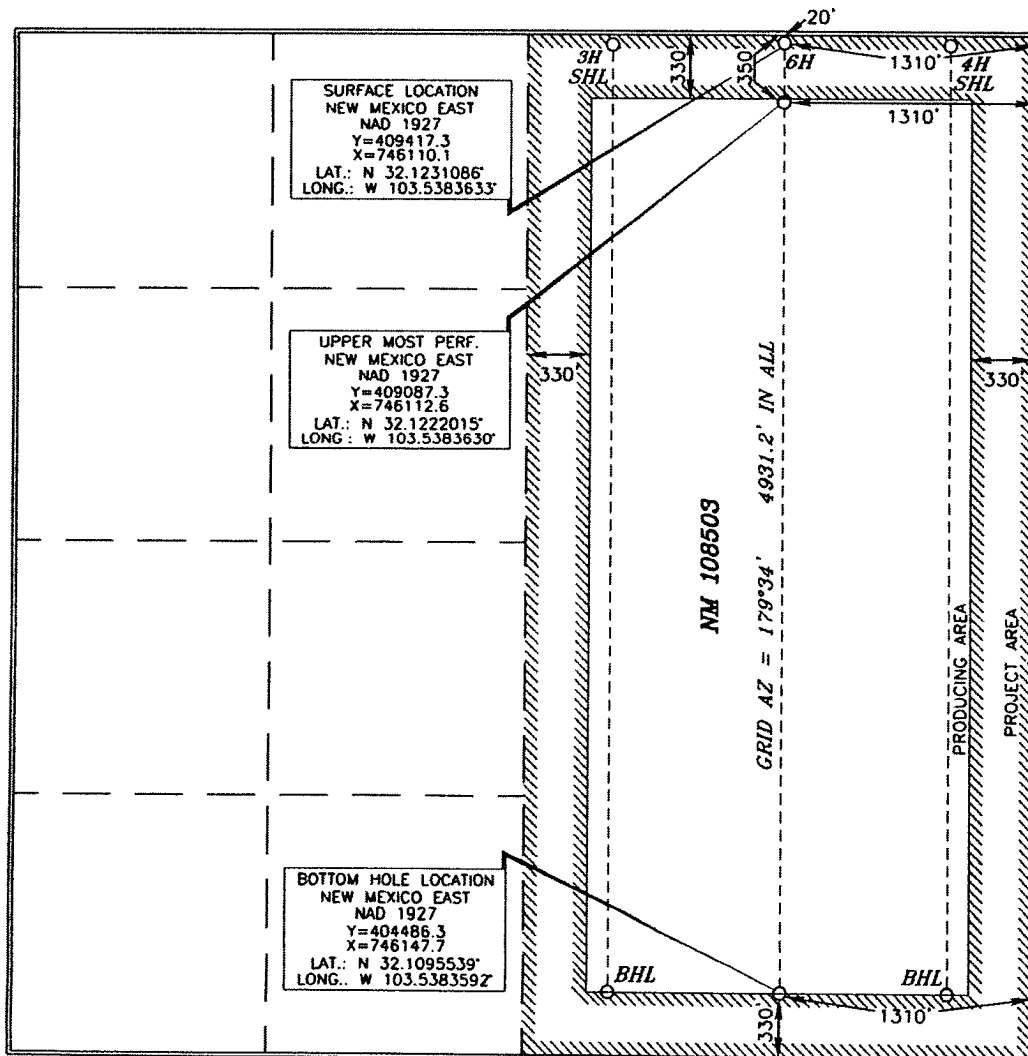 20'
3H
SHL
330'
350'
6H
1310'
4H
SHL
1310'
SURFACE LOCATION
NEW MEXICO EAST
NAD 1927
Y=409417.3
X=746110.1
LAT.: N 32.1231086°
LONG.: W 103.5383633°
UPPER MOST PERF.
NEW MEXICO EAST
NAD 1927
Y=409087.3
X=746112.6
LAT.: N 32.1222015°
LONG.: W 103.5383630°
330'
330'
NM 108503
GRID AZ = 179°34' 4931.2' IN ALL
PRODUCING AREA
PROJECT AREA
BOTTOM HOLE LOCATION
NEW MEXICO EAST
NAD 1927
Y=404486.3
X=746147.7
LAT.: N 32.1095539°
LONG.. W 103.5383592°
BHL
BHL
330'
1310'